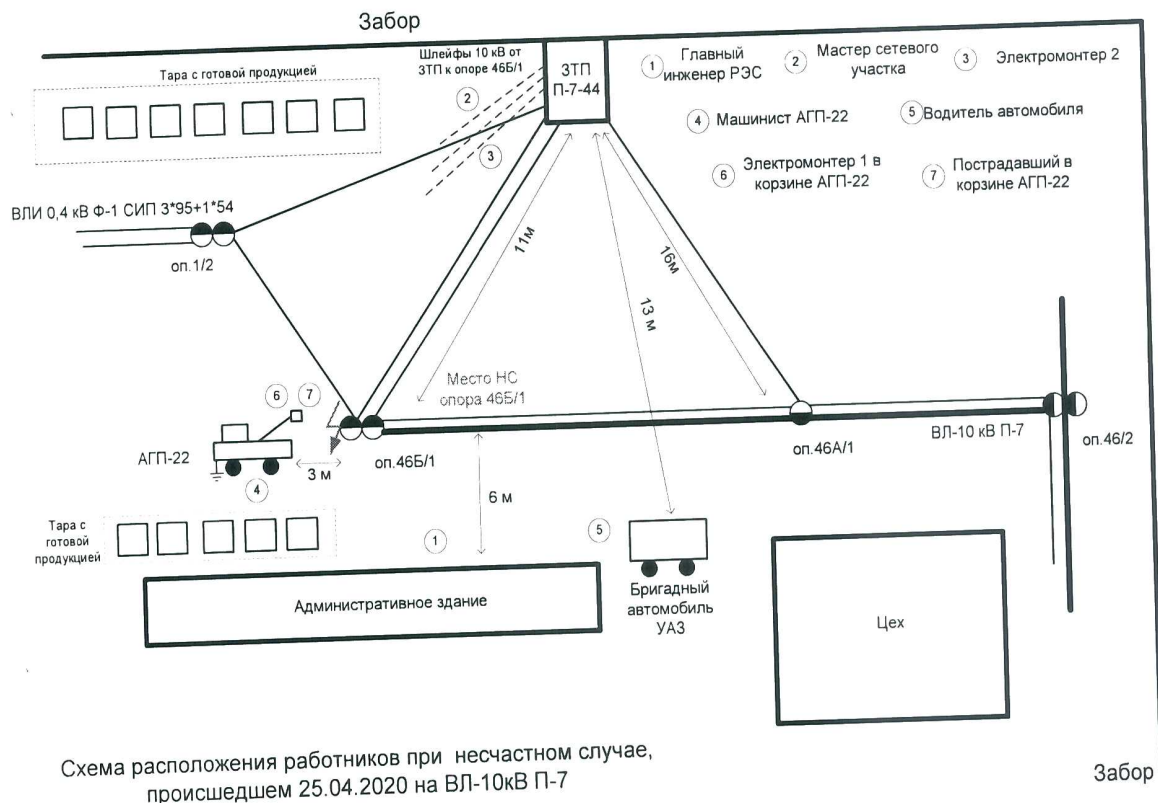 Забор
Шлейфы 10 кВ от
ЗТП к опоре 46Б/1
ЗТП
П-7-44
1 Главный
инженер РЭС
2 Мастер сетевого
участка
3 Электромонтер 2
Тара с готовой продукцией
2
4 Машинист АГП-22
5 Водитель автомобиля
3
6 Электромонтер 1 в
корзине АГП-22
7 Пострадавший в
корзине АГП-22
ВЛИ 0,4 кВ Ф-1 СИП 3*95+1*54
оп.1/2
11м
16м
13 м
Место НС
опора 46Б/1
6
7
АГП-22
3 м
4
оп.46Б/1
6 м
оп.46А/1
ВЛ-10 кВ П-7
оп.46/2
Тара с
готовой
продукцией
1
5
Бригадный
автомобиль
УАЗ
Административное здание
Цех
Схема расположения работников при несчастном случае,
происшедшем 25.04.2020 на ВЛ-10кВ П-7
Забор